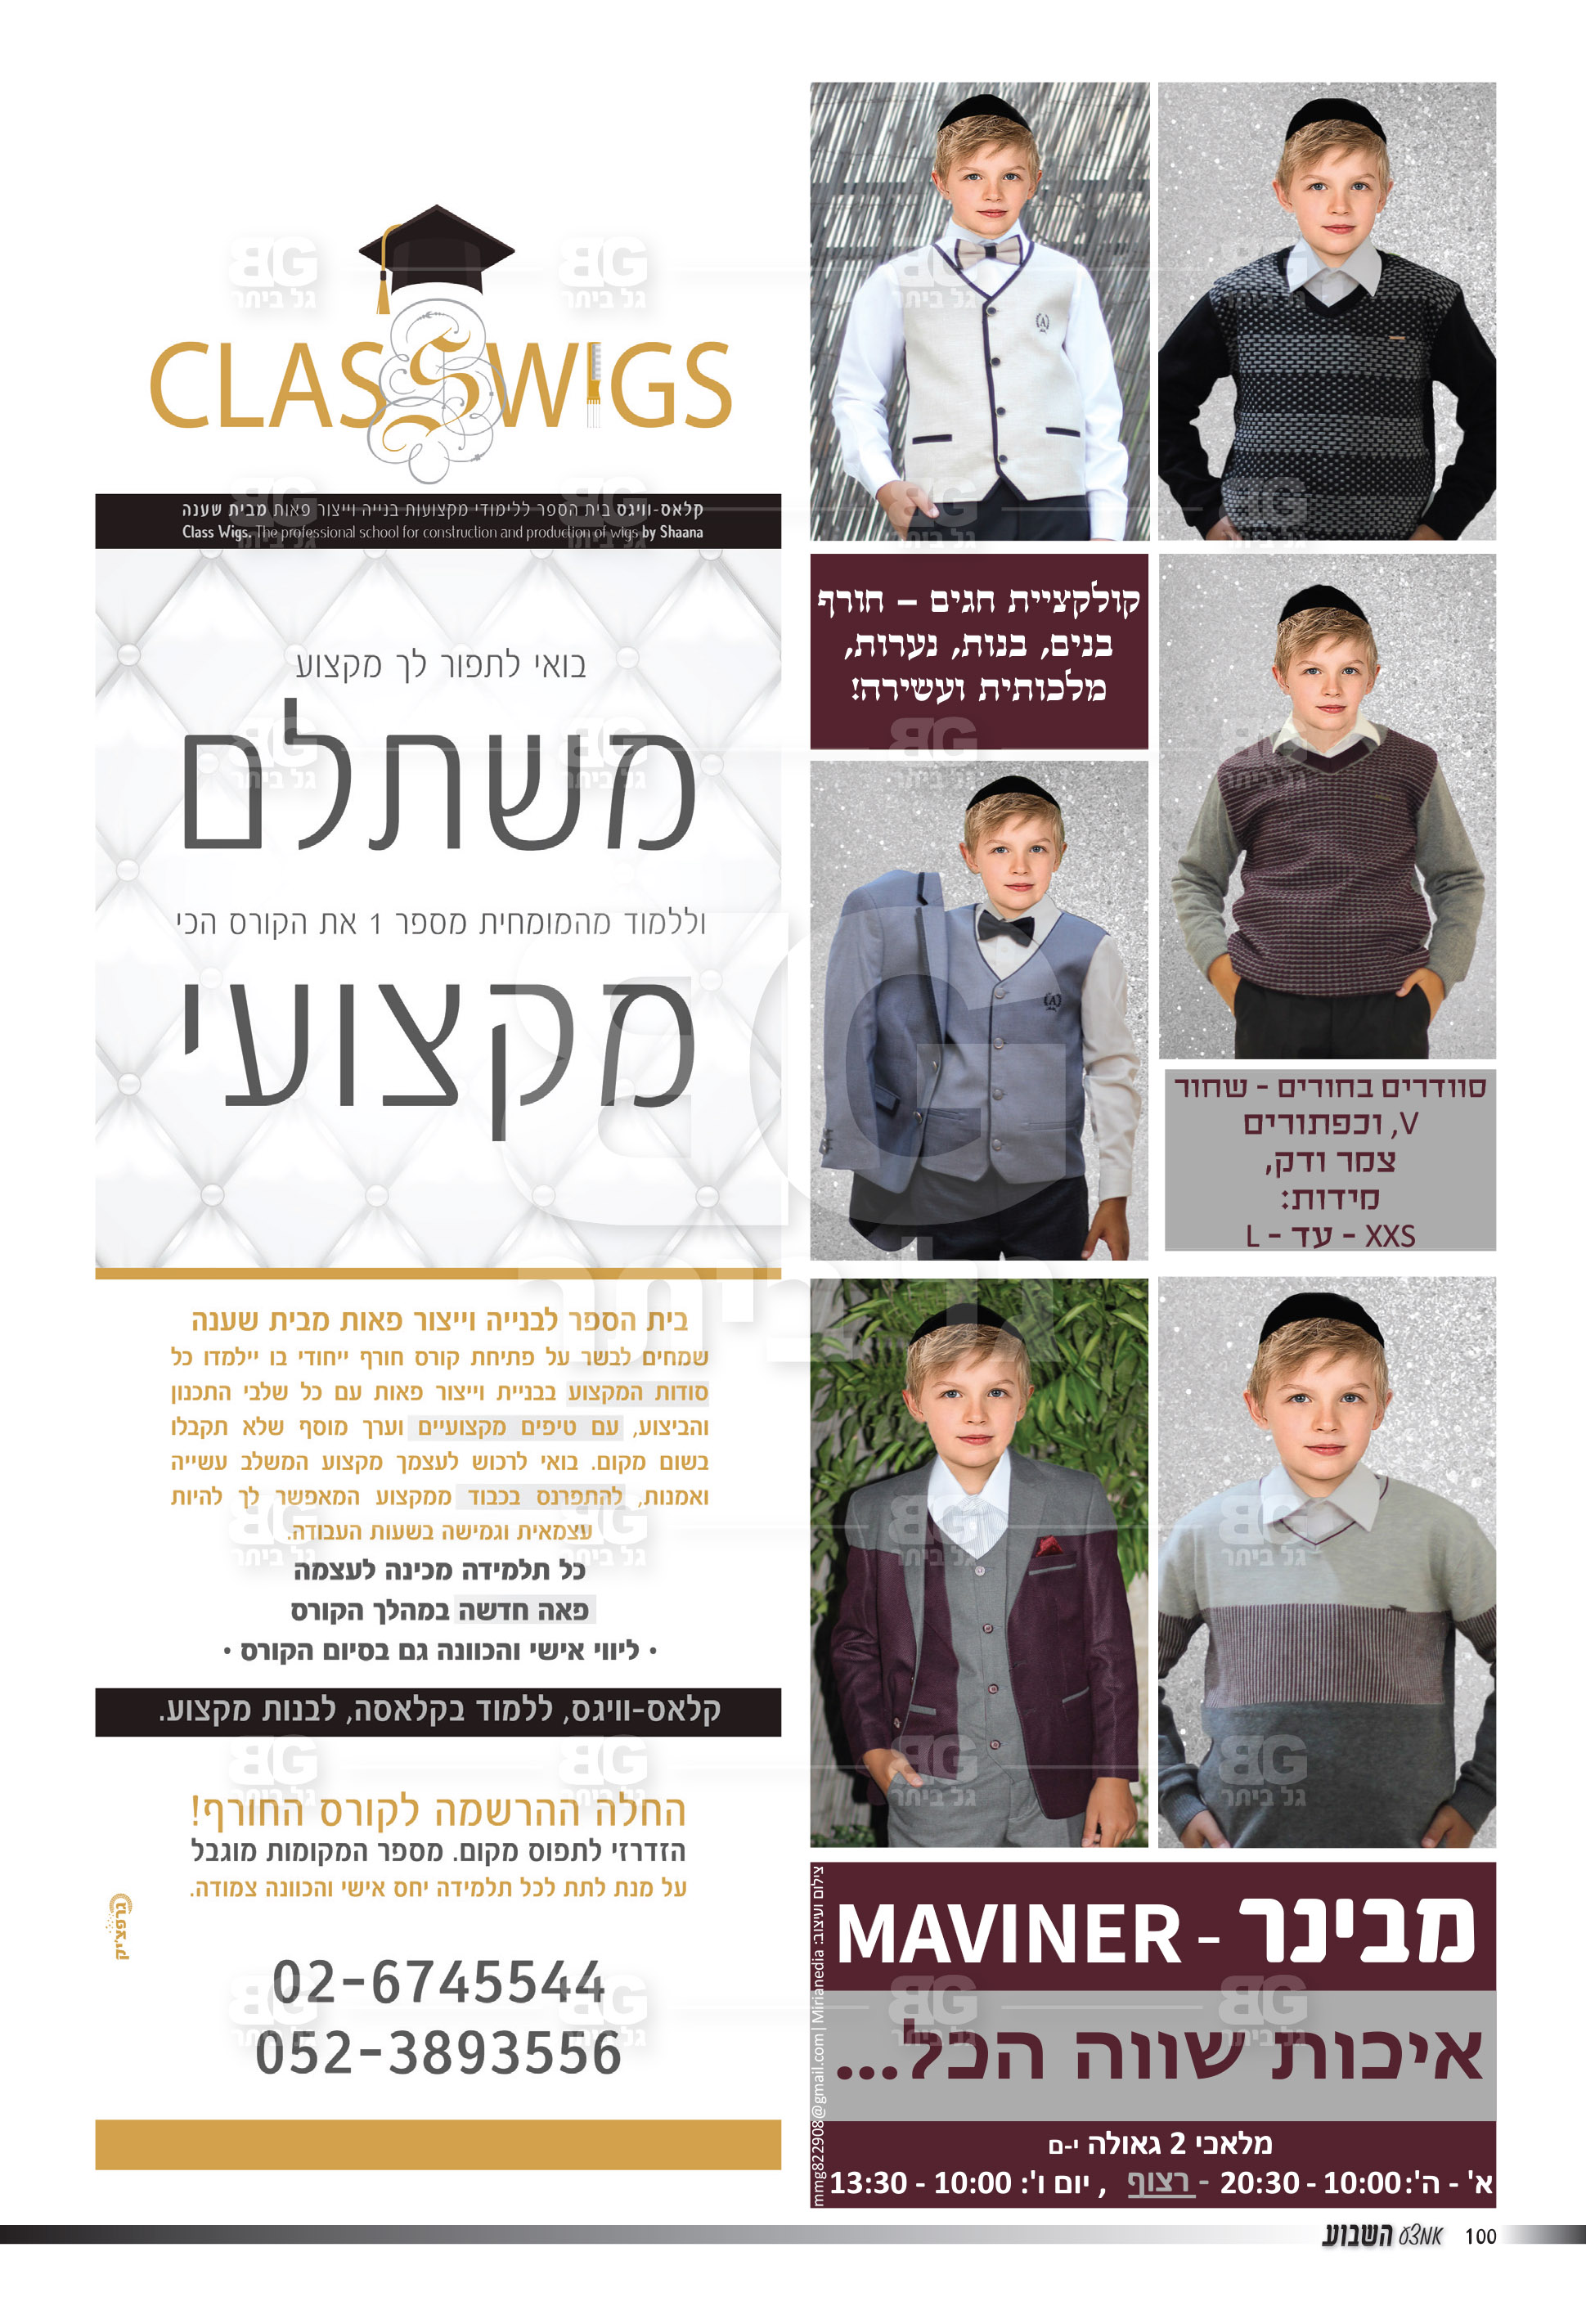 קולקציית חגים – חורף
בנים, בנות, נערות,
מלכותית ועשירה!
סוודרים בחורים - שחור
V, וכפתורים
צמר ודק,
מידות:
XXS - עד - L
מבינר - MAVINER
איכות שווה הכל...
מלאכי 2 גאולה י-ם
א' - ה': 10:00 - 20:30 - רצוף , יום ו': 10:00 - 13:30
צילום ועיצוב: mmg822908@gmail.com | Mirianedia
CLASS WIGS
קלאס-וויגס בית הספר ללימודי מקצועות בנייה וייצור פאות מבית שענה
Class Wigs. The professional school for construction and production of wigs by Shaana
בואי לתפור לך מקצוע
משתלם
וללמוד מהמומחית מספר 1 את הקורס הכי
מקצועי
בית הספר לבנייה וייצור פאות מבית שענה
שמחים לבשר על פתיחת קורס חורף ייחודי בו יילמדו כל
סודות המקצוע בבניית וייצור פאות עם כל שלבי התכנון
והביצוע, עם טיפים מקצועיים וערך מוסף שלא תקבלו
בשום מקום. בואי לרכוש לעצמך מקצוע המשלב עשייה
ואמנות, להתפרנס בכבוד ממקצוע המאפשר לך להיות
עצמאית וגמישה בשעות העבודה.
כל תלמידה מכינה לעצמה
פאה חדשה במהלך הקורס
• ליווי אישי והכוונה גם בסיום הקורס •
קלאס-וויגס, ללמוד בקלאסה, לבנות מקצוע.
החלה ההרשמה לקורס החורף!
הזדרזי לתפוס מקום. מספר המקומות מוגבל
על מנת לתת לכל תלמידה יחס אישי והכוונה צמודה.
גרפצ'יק
02-6745544
052-3893556
100 אמצע השבוע
BG
גל ביתר